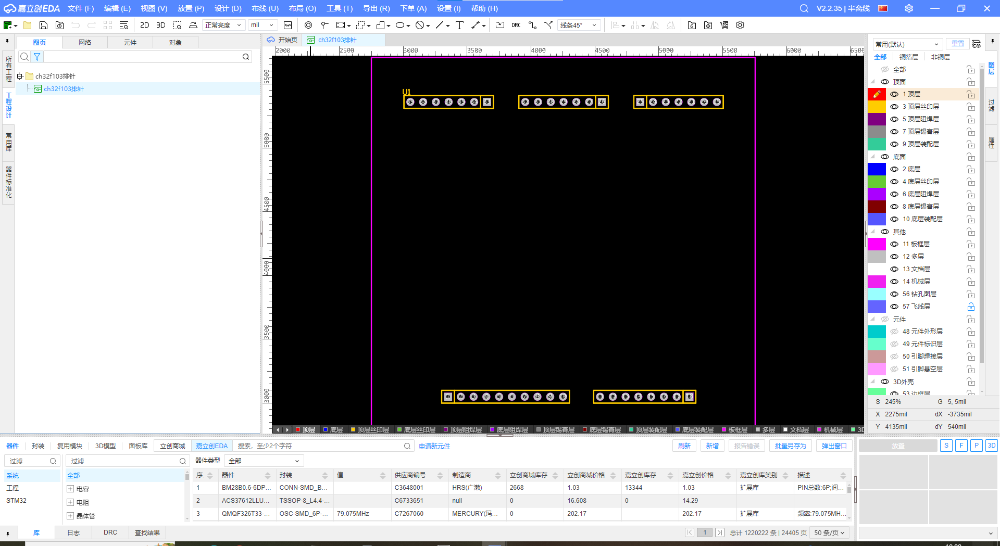 嘉立创EDA 文件 (F) 编辑 (E) 视图 (V) 放置 (P) 设计 (D) 布线 (U) 布局 (O) 工具 (T) 导出 (R) 下单 (A) 设置 (I) 帮助 (H) V2.2.35 | 半离线
2D 3D 正常亮度 mil DRC 线条45°
图页 网络 元件 对象
开始页 ch32f103排针
常用(默认) 重置
2000 2500 3000 3500 4000 4500 5000 5500 6000 6500
5500
5000
4500
4000
3500
3000
所有工程
工程设计
常用库
器件标准化
ch32f103排针
ch32f103排针
U1
全部 铜箔层 非铜层
全部
顶面
1 顶层
3 顶层丝印层
5 顶层阻焊层
7 顶层锡膏层
9 顶层装配层
底面
2 底层
4 底层丝印层
6 底层阻焊层
8 底层锡膏层
10 底层装配层
其他
11 板框层
12 多层
13 文档层
14 机械层
56 钻孔图层
57 飞线层
元件
48 元件外形层
49 元件标识层
50 引脚焊接层
51 引脚悬空层
3D外壳
53 边框层
图层
过滤
属性
S 245% G 5, 5mil
X 2275mil dX -3735mil
Y 4135mil dY 540mil
顶层 底层 顶层丝印层 底层丝印层 顶层阻焊层 底层阻焊层 顶层锡膏层 底层锡膏层 顶层装配层 底层装配层 板框层 多层 文档层 机械层 3D
器件 封装 复用模块 3D模型 面板库 立创商城 嘉立创EDA 搜索，至少2个字符 申请新元件 刷新 新增 报告错误 批量另存为 弹出窗口 放置 S F P 3D
过滤 过滤 器件类型 全部
系统
工程
STM32
全部
电容
电阻
晶体管
序. 器件 封装 值 供应商编号 制造商 立创商城库存 立创商城价格 嘉立创库存 嘉立创价格 嘉立创库类别 描述
1 BM28B0.6-6DP... CONN-SMD_B... C3648001 HRS(广濑) 2668 1.03 13344 1.03 扩展库 PIN总数:6P;间...
2 ACS37612LLU... TSSOP-8_L4.4-... C6733651 null 0 16.608 0 14.29
3 QMQF326T33-... OSC-SMD_6P-... 79.075MHz C7267060 MERCURY(玛... 0 202.17 202.17 扩展库 频率:79.075MH...
库 日志 DRC 查找结果 1 总计 1220222 条 | 24405 页 50 条/页